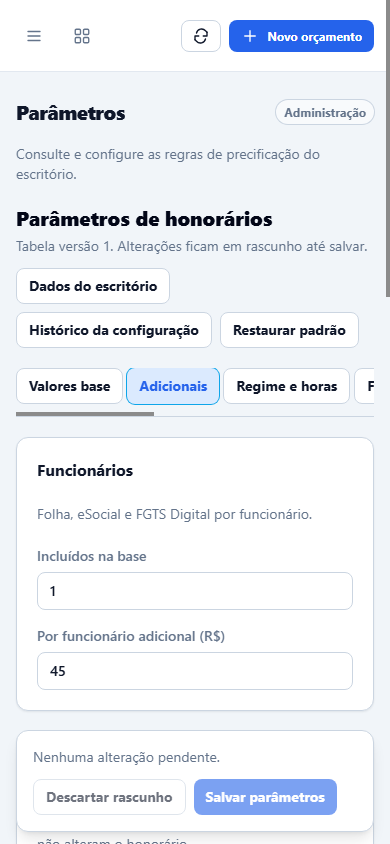 Novo orçamento
Parâmetros
Administração
Consulte e configure as regras de precificação do
escritório.
Parâmetros de honorários
Tabela versão 1. Alterações ficam em rascunho até salvar.
Dados do escritório
Histórico da configuração
Restaurar padrão
Valores base
Adicionais
Regime e horas
F
Funcionários
Folha, eSocial e FGTS Digital por funcionário.
Incluídos na base
1
Por funcionário adicional (R$)
45
Nenhuma alteração pendente.
Descartar rascunho
Salvar parâmetros
não alteram o honorário